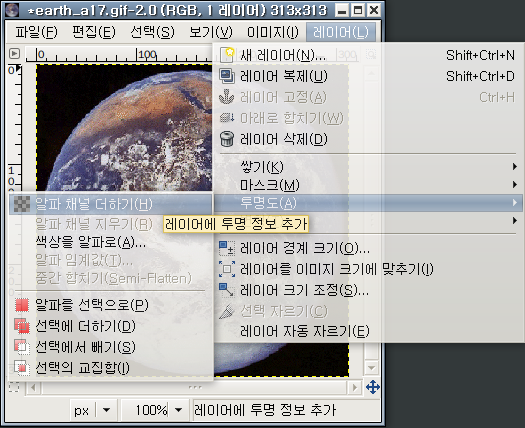 *earth_..a17.gif-2.0 (RGB, 1 레이어) 313x313
파일(F) 편집(E) 선택(S) 보기(V) 이미지(I) 레이어(L)
0 100 300
새 레이어(N)... Shift+Ctrl+N
레이어 복제(U) Shift+Ctrl+D
레이어 고정(A) Ctrl+H
아래로 합치기(W)
레이어 삭제(D)
쌓기(K)
마스크(M)
투명도(A)
레이어 경계 크기(O)...
레이어를 이미지 크기에 맞추기(I)
레이어 크기 조정(S)...
선택 자르기(C)
레이어 자동 자르기(E)
알파 채널 더하기(H)
알파 채널 지우기(R)
색상을 알파로(A)...
알파 임계값(T)...
중간 합치기(Semi-Flatten)
알파를 선택으로(P)
선택에 더하기(D)
선택에서 빼기(S)
선택의 교집합(I)
레이어에 투명 정보 추가
px 100% 레이어에 투명 정보 추가